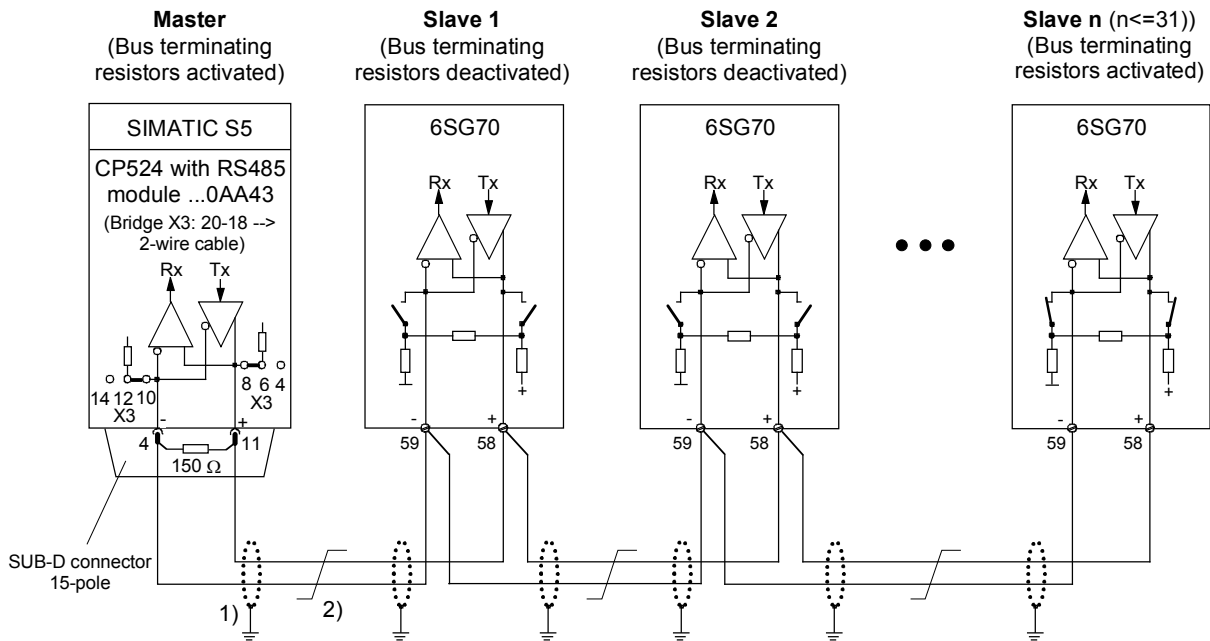 Master
(Bus terminating
resistors activated)
Slave 1
(Bus terminating
resistors deactivated)
Slave 2
(Bus terminating
resistors deactivated)
Slave n (n<=31))
(Bus terminating
resistors activated)
SIMATIC S5
CP524 with RS485
module ...0AA43
(Bridge X3: 20-18 -->
2-wire cable)
Rx Tx
14 12 10
X3
8 6 4
X3
- +
4 11
150 Ω
SUB-D connector
15-pole
6SG70
Rx Tx
+
- +
59 58
6SG70
Rx Tx
+
- +
59 58
6SG70
Rx Tx
+
- +
59 58
1) 2)